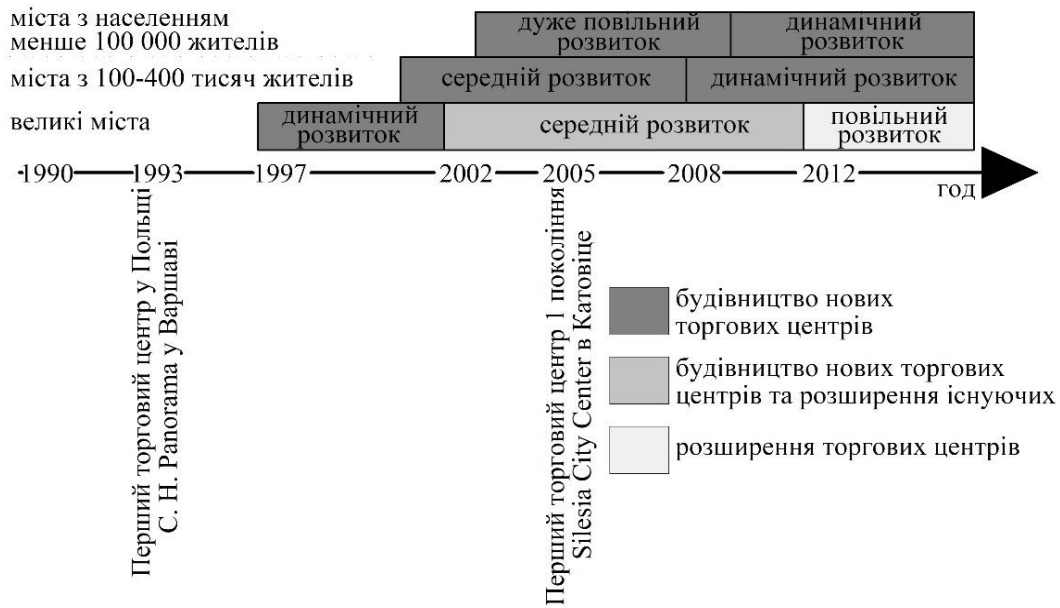 міста з населенням
менше 100 000 жителів
дуже повільний
розвиток
динамічний
розвиток
міста з 100-400 тисяч жителів
середній розвиток
динамічний розвиток
великі міста
динамічний
розвиток
середній розвиток
повільний
розвиток
1990
1993
1997
2002
2005
2008
2012
год
Перший торговий центр у Польщі
C. H. Panorama у Варшаві
Перший торговий центр 1 покоління
Silesia City Center в Катовіце
будівництво нових
торгових центрів
будівництво нових торгових
центрів та розширення існуючих
розширення торгових центрів